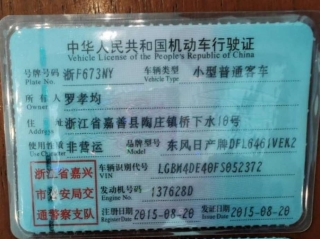 中华人民共和国机动车行驶证
Vehicle License of the People's Republic of China
号牌号码 浙F673NY 车辆类型 小型普通客车
Plate No. Vehicle Type
所有人 罗孝均
Owner
住址 浙江省嘉善县陶庄镇桥下水10号
Address
使用性质 非营运 品牌型号 东风日产牌DFL6461VEK2
Use Character Model
浙江省嘉兴
市公安局交
通警察支队
车辆识别代号 LGBM4DE40FS052372
VIN
发动机号码 137628D
Engine No.
注册日期 2015-08-20 发证日期 2015-08-20
Register Date Issue Date